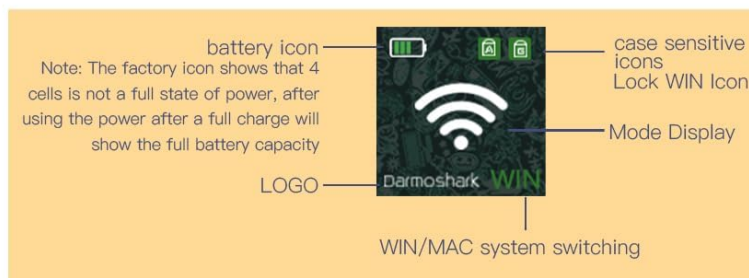 battery icon
Note: The factory icon shows that 4
cells is not a full state of power, after
using the power after a full charge will
show the full battery capacity
LOGO
A
Darmoshark WIN
case sensitive
icons
Lock WIN Icon
Mode Display
WIN/MAC system switching